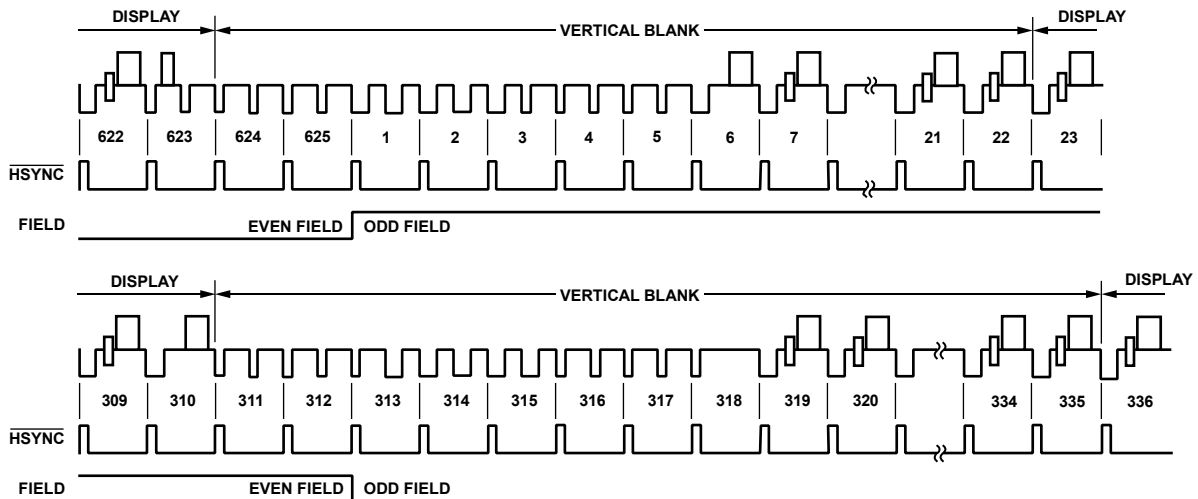 DISPLAY VERTICAL BLANK DISPLAY
622 623 624 625 1 2 3 4 5 6 7 21 22 23
HSYNC
FIELD EVEN FIELD ODD FIELD
DISPLAY VERTICAL BLANK DISPLAY
309 310 311 312 313 314 315 316 317 318 319 320 334 335 336
HSYNC
FIELD EVEN FIELD ODD FIELD